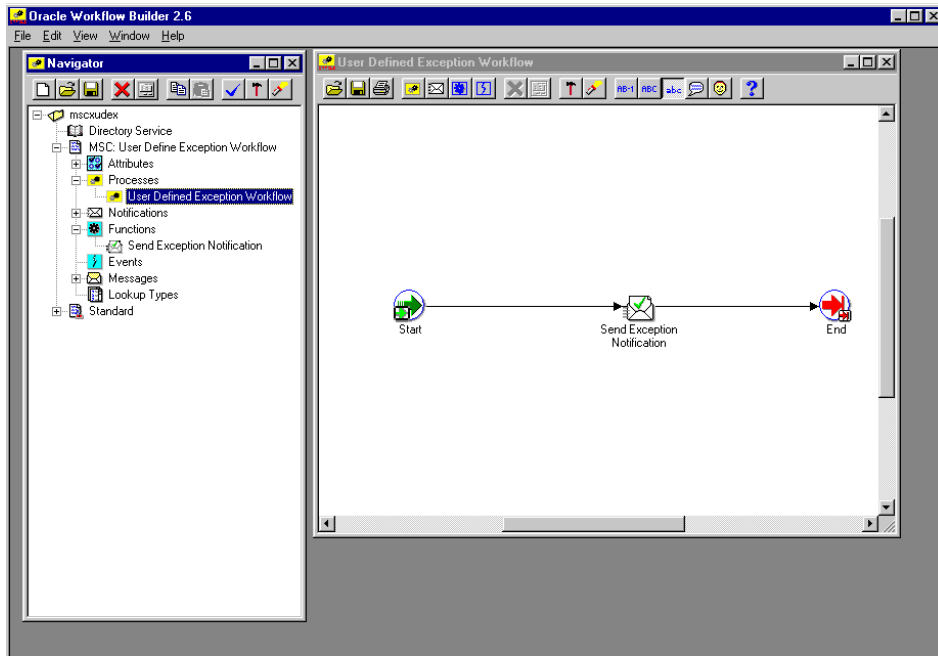 Oracle Workflow Builder 2.6
File Edit View Window Help
Navigator
mscxudex
Directory Service
MSC: User Define Exception Workflow
Attributes
Processes
User Defined Exception Workflow
Notifications
Functions
Send Exception Notification
Events
Messages
Lookup Types
Standard
User Defined Exception Workflow
AB-1 ABC abc ?
Start
Send Exception
Notification
End